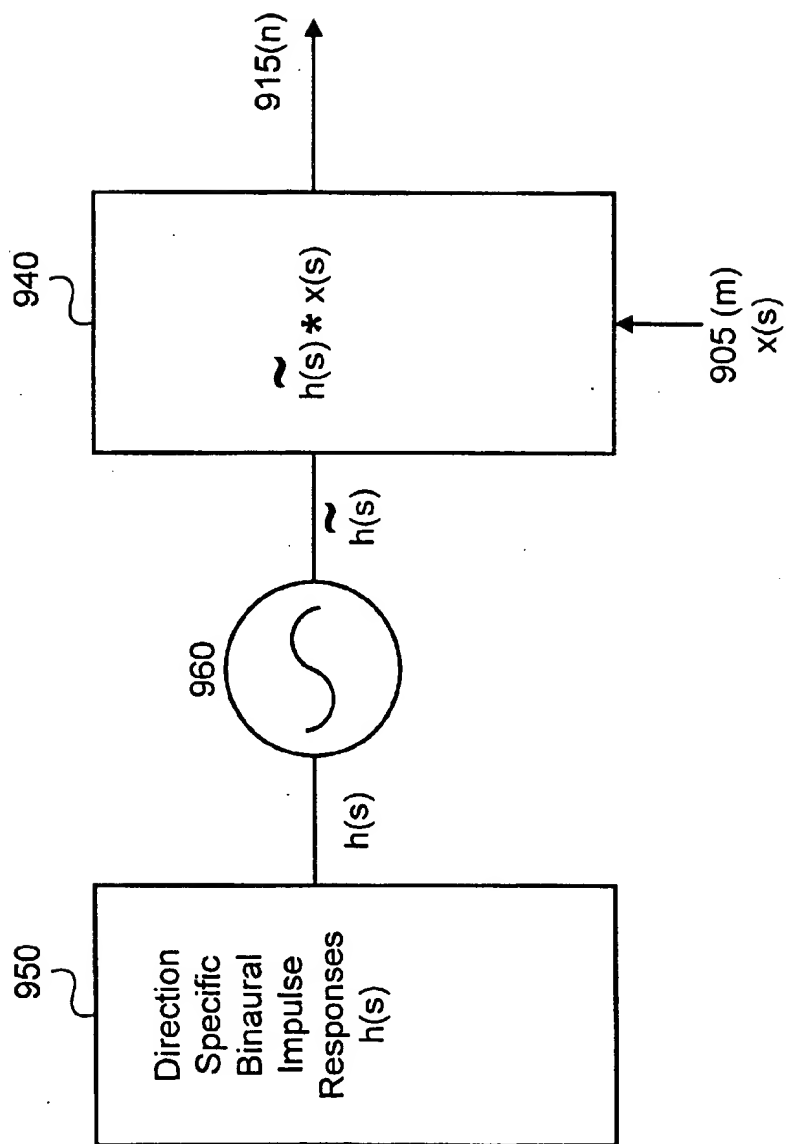 950
Direction
Specific
Binaural
Impulse
Responses
h(s)
h(s)
960
~
h(s)
940
~
h(s) * x(s)
905 (m)
x(s)
915(n)